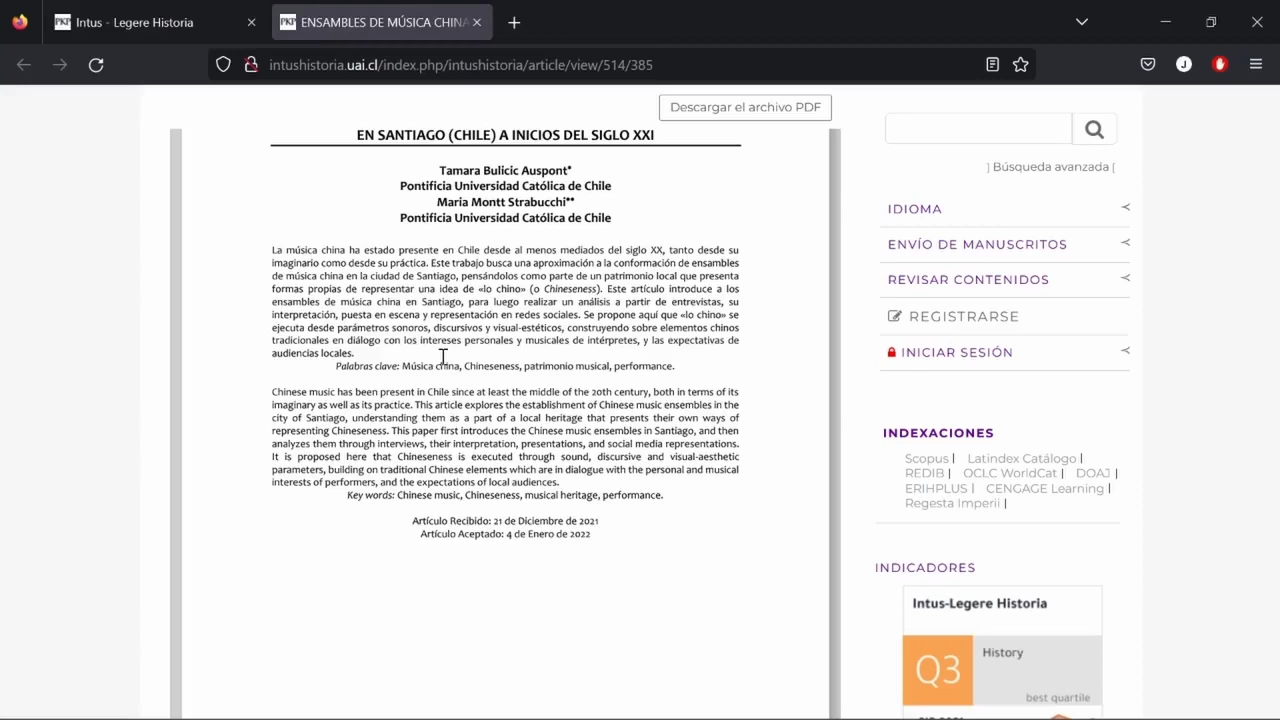 Intus - Legere Historia
ENSAMBLES DE MÚSICA CHINA
intushistoria.uai.cl/index.php/intushistoria/article/view/514/385
J
Descargar el archivo PDF
EN SANTIAGO (CHILE) A INICIOS DEL SIGLO XXI
Tamara Bulicic Auspont*
Pontificia Universidad Católica de Chile
María Montt Strabucchi**
Pontificia Universidad Católica de Chile
La música china ha estado presente en Chile desde al menos mediados del siglo XX, tanto desde su
imaginario como desde su práctica. Este trabajo busca una aproximación a la conformación de ensambles
de música china en la ciudad de Santiago, pensándolos como parte de un patrimonio local que presenta
formas propias de representar una idea de «lo chino» (o Chineseness). Este artículo introduce a los
ensambles de música china en Santiago, para luego realizar un análisis a partir de entrevistas, su
interpretación, puesta en escena y representación en redes sociales. Se propone aquí que «lo chino» se
ejecuta desde parámetros sonoros, discursivos y visual-estéticos, construyendo sobre elementos chinos
tradicionales en diálogo con los intereses personales y musicales de intérpretes, y las expectativas de
audiencias locales.
Palabras clave: Música china, Chineseness, patrimonio musical, performance.
Chinese music has been present in Chile since at least the middle of the 20th century, both in terms of its
imaginary as well as its practice. This article explores the establishment of Chinese music ensembles in the
city of Santiago, understanding them as a part of a local heritage that presents their own ways of
representing Chineseness. This paper first introduces the Chinese music ensembles in Santiago, and then
analyzes them through interviews, their interpretation, presentations, and social media representations.
It is proposed here that Chineseness is executed through sound, discursive and visual-aesthetic
parameters, building on traditional Chinese elements which are in dialogue with the personal and musical
interests of performers, and the expectations of local audiences.
Key words: Chinese music, Chineseness, musical heritage, performance.
Artículo Recibido: 21 de Diciembre de 2021
Artículo Aceptado: 4 de Enero de 2022
] Búsqueda avanzada [
IDIOMA
ENVÍO DE MANUSCRITOS
REVISAR CONTENIDOS
REGISTRARSE
INICIAR SESIÓN
INDEXACIONES
Scopus | Latindex Catálogo |
REDIB | OCLC WorldCat | DOAJ |
ERIHPLUS | CENGAGE Learning |
Regesta Imperii |
INDICADORES
Intus-Legere Historia
Q3
History
best quartile